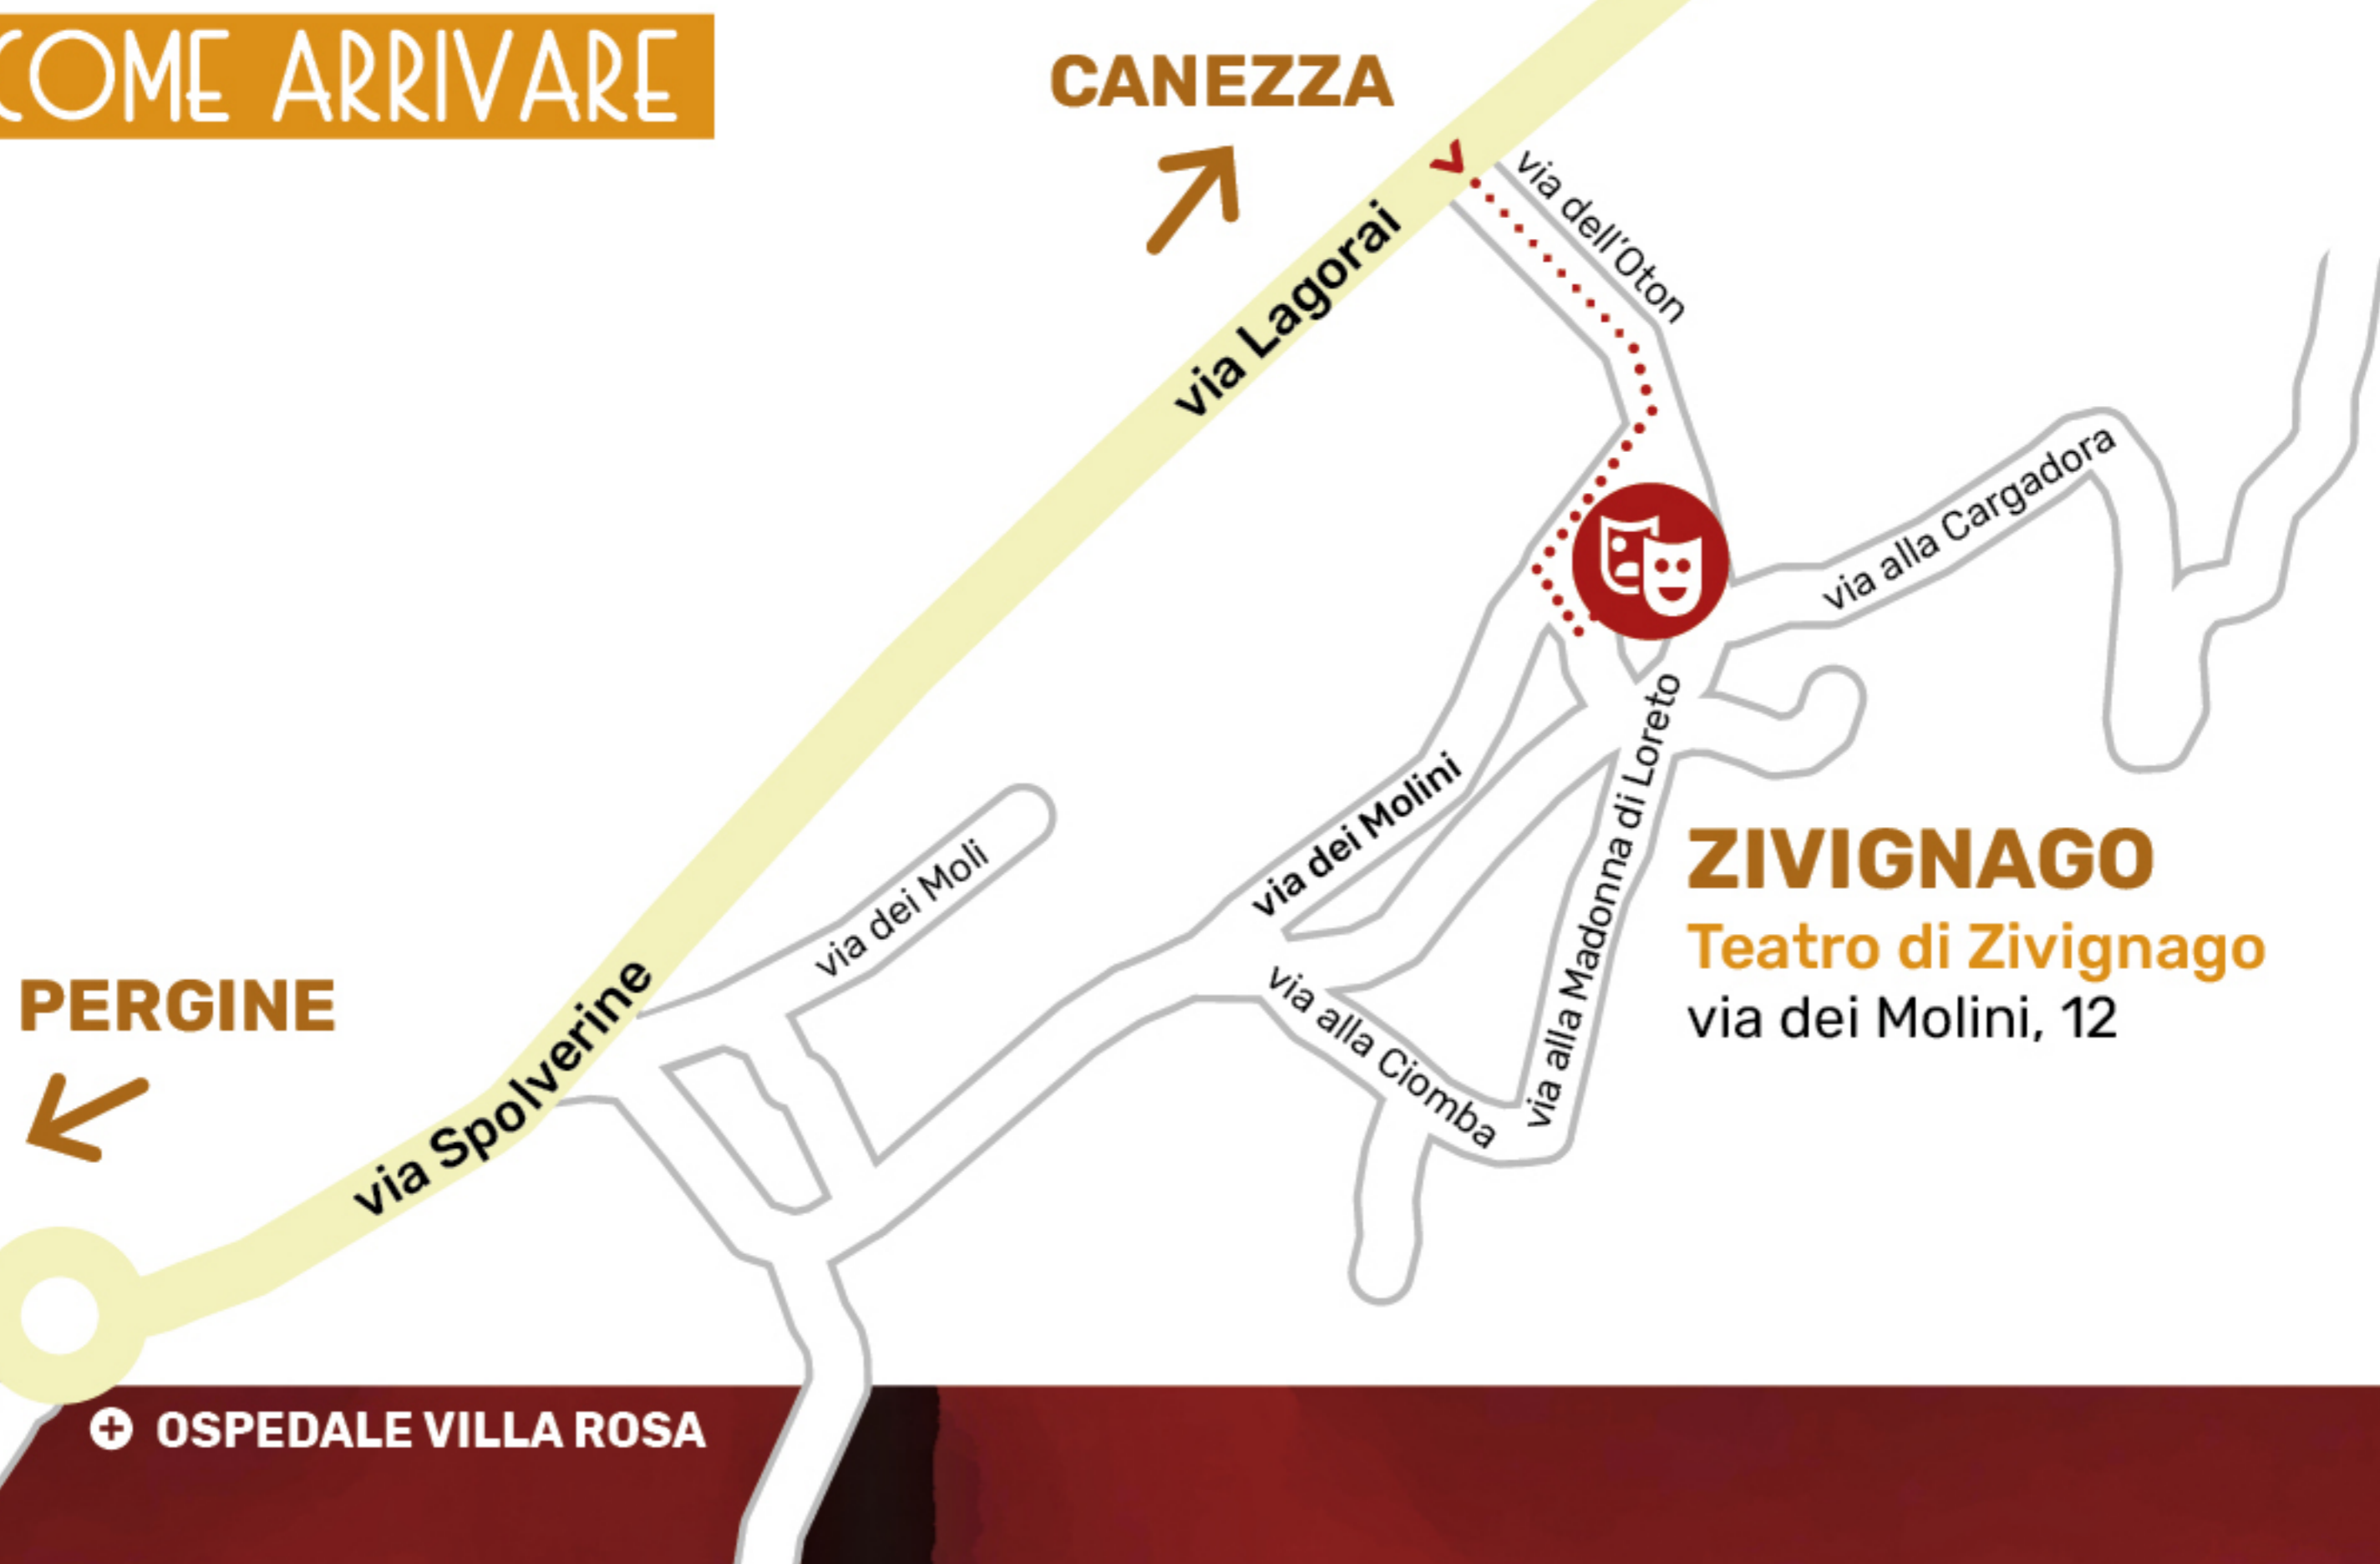 COME ARRIVARE
CANEZZA
via dell'Oton
via Lagorai
via alla Cargadora
via dei Molini
via alla Madonna di Loreto
via dei Moli
ZIVIGNAGO
Teatro di Zivignago
via dei Molini, 12
PERGINE
via Spolverine
via alla Ciomba
OSPEDALE VILLA ROSA